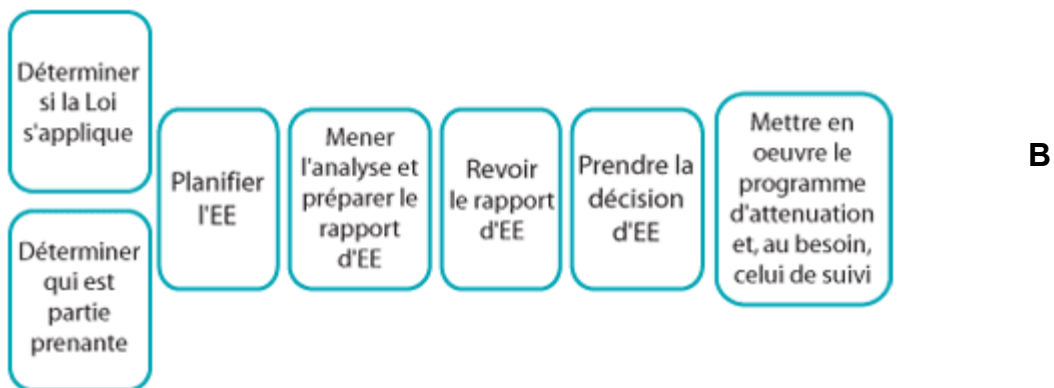 Déterminer
si la Loi
s'applique
Déterminer
qui est
partie
prenante
Planifier
l'EE
Mener
l'analyse et
préparer le
rapport
d'EE
Revoir
le rapport
d'EE
Prendre la
décision
d'EE
Mettre en
oeuvre le
programme
d'attenuation
et, au besoin,
celui de suivi
B